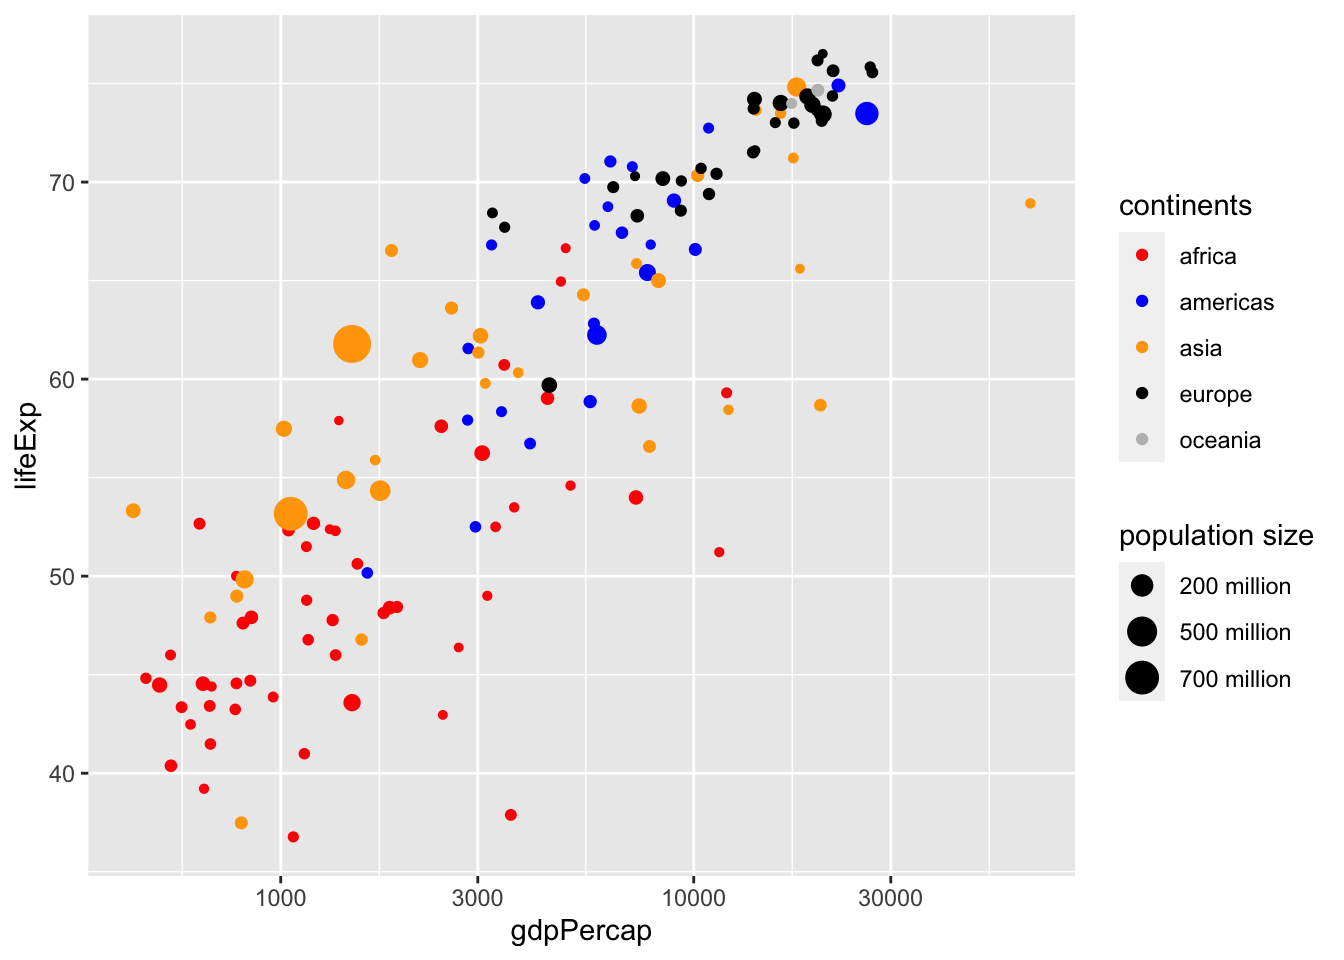 lifeExp
70
60
50
40
1000 3000 10000 30000
gdpPercap
continents
africa
americas
asia
europe
oceania
population size
200 million
500 million
700 million